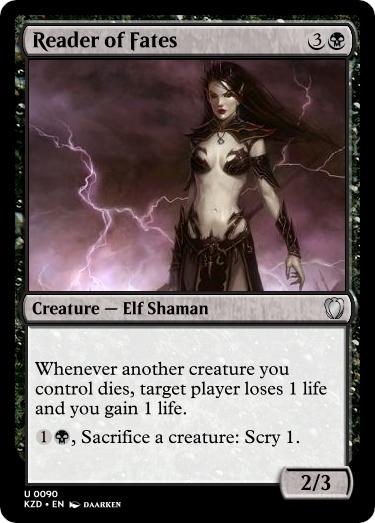 Reader of Fates 3
Creature — Elf Shaman
Whenever another creature you
control dies, target player loses 1 life
and you gain 1 life.
1, Sacrifice a creature: Scry 1.
2/3
U 0090
KZD • EN DAARKEN